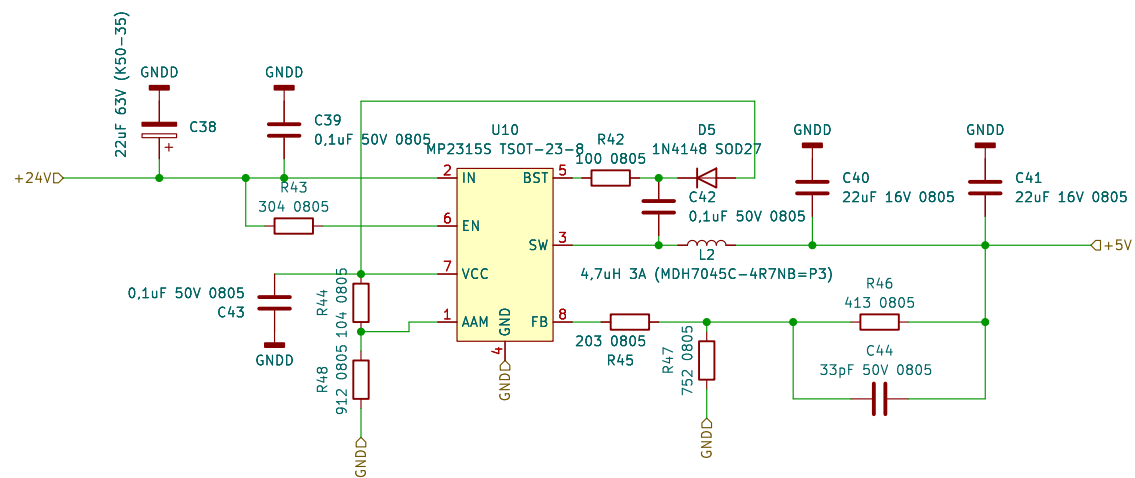 22uF 63V (K50-35)
GNDD
C38
+
GNDD
C39
0,1uF 50V 0805
U10
MP2315S TSOT-23-8
R42
100 0805
D5
1N4148 SOD27
GNDD
C40
22uF 16V 0805
GNDD
C41
22uF 16V 0805
+24V
R43
304 0805
2
IN
BST
5
C42
0,1uF 50V 0805
6
EN
SW
3
L2
4,7uH 3A (MDH7045C-4R7NB=P3)
+5V
7
VCC
0,1uF 50V 0805
C43
GNDD
R44
104 0805
1
AAM
GND
4
GNDD
FB
8
203 0805
R45
R46
413 0805
R47
752 0805
GNDD
C44
33pF 50V 0805
R48
912 0805
GNDD